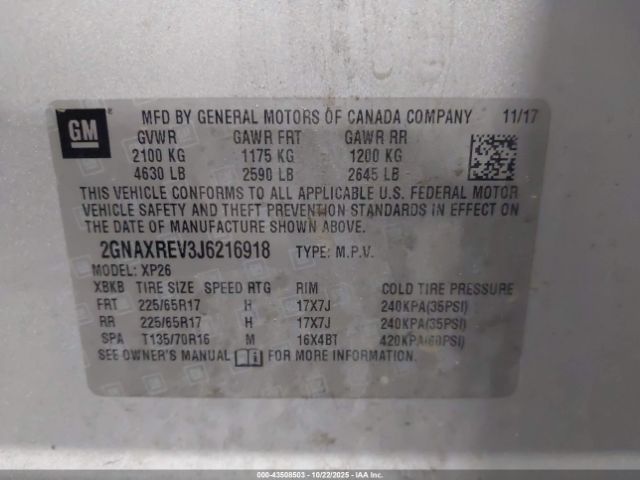 GM
MFD BY GENERAL MOTORS OF CANADA COMPANY 11/17
GVWR GAWR FRT GAWR RR
2100 KG 1175 KG 1200 KG
4630 LB 2590 LB 2645 LB
THIS VEHICLE CONFORMS TO ALL APPLICABLE U.S. FEDERAL MOTOR
VEHICLE SAFETY AND THEFT PREVENTION STANDARDS IN EFFECT ON
THE DATE OF MANUFACTURE SHOWN ABOVE.
2GNAXREV3J6216918 TYPE: M.P.V.
MODEL: XP26
XBKB TIRE SIZE SPEED RTG RIM COLD TIRE PRESSURE
FRT 225/65R17 H 17X7J 240KPA(35PSI)
RR 225/65R17 H 17X7J 240KPA(35PSI)
SPA T135/70R16 M 16X4BT 420KPA(60PSI)
SEE OWNER'S MANUAL FOR MORE INFORMATION.
000-43508503 - 10/22/2025 - IAAI.COM